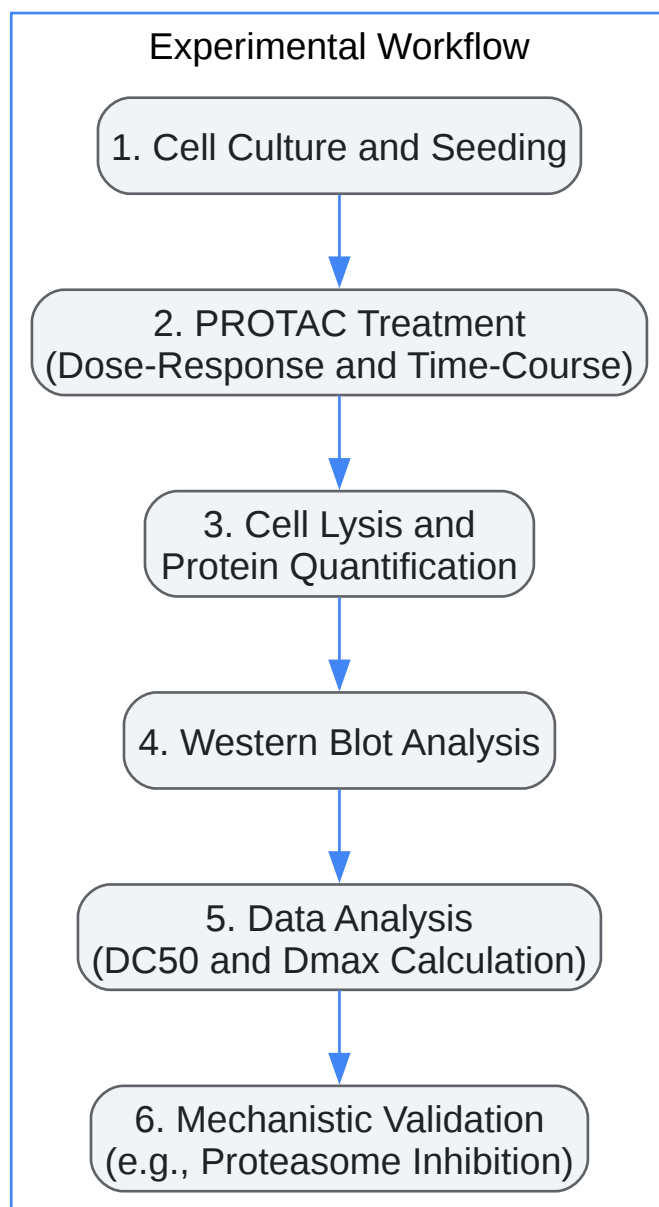 Experimental Workflow
1. Cell Culture and Seeding
2. PROTAC Treatment
(Dose-Response and Time-Course)
3. Cell Lysis and
Protein Quantification
4. Western Blot Analysis
5. Data Analysis
(DC50 and Dmax Calculation)
6. Mechanistic Validation
(e.g., Proteasome Inhibition)